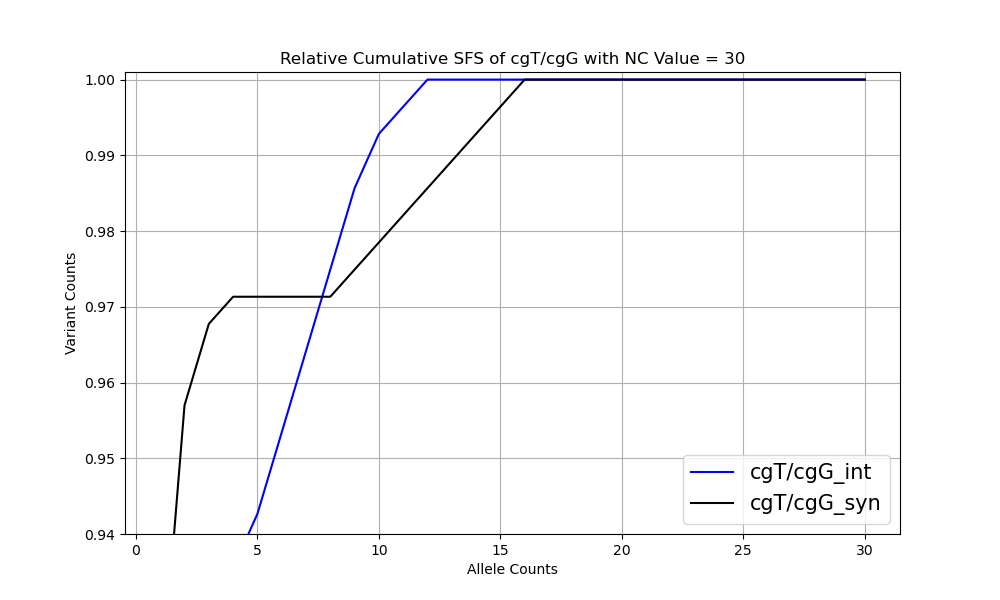 Relative Cumulative SFS of cgT/cgG with NC Value = 30
Variant Counts
1.00
0.99
0.98
0.97
0.96
0.95
0.94
0 5 10 15 20 25 30
Allele Counts
cgT/cgG_int
cgT/cgG_syn